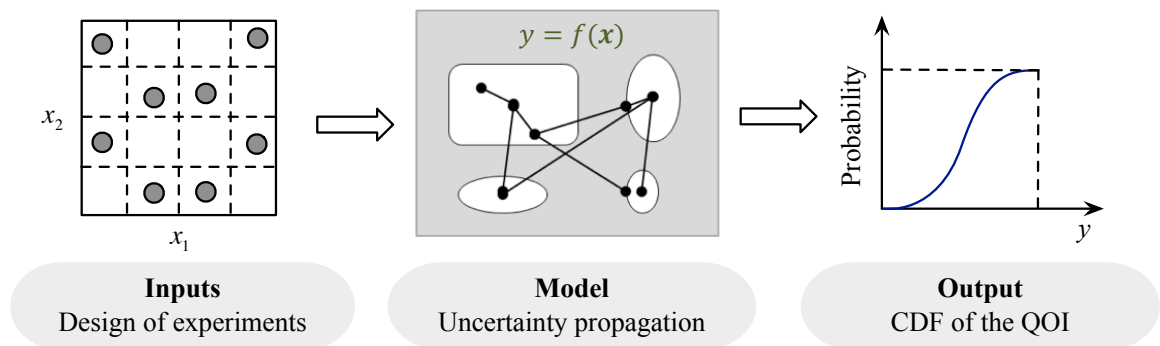 y = f(x)
x₂
x₁
Probability
y
Inputs
Design of experiments
Model
Uncertainty propagation
Output
CDF of the QOI